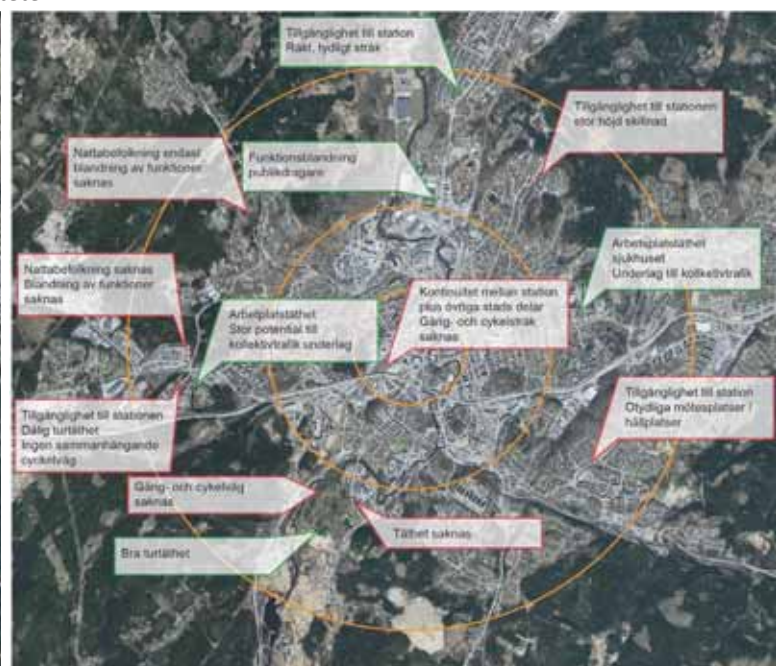 Tillgänglighet till station
Rakt, tydligt stråk
Tillgänglighet till stationen
stor höjd skillnad
Nattabefolkning endast
blandning av funktioner
saknas
Funktionsblandning
publikdragare
Arbetsplatstäthet
sjukhuset
Underlag till kollektivtrafik
Nattabefolkning saknas
Blandning av funktioner
saknas
Arbetplatstäthet
Stor potential till
kollektivtrafik underlag
Kontinuitet mellan station
plus övriga stads delar
Gång- och cykelstråk
saknas
Tillgänglighet till stationen
Dålig turtäthet
Ingen sammanhängande
cyckelväg
Tillgänglighet till station
Otydliga mötesplatser /
hållplatser
Gång- och cykelväg
saknas
Täthet saknas
Bra turtäthet